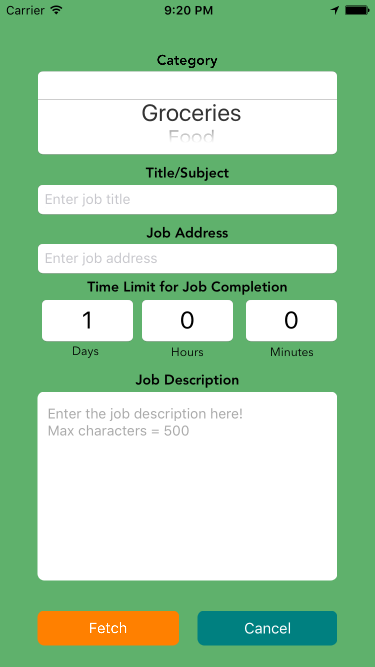 Carrier 9:20 PM
Category
Groceries
Food
Title/Subject
Enter job title
Job Address
Enter job address
Time Limit for Job Completion
1 0 0
Days Hours Minutes
Job Description
Enter the job description here!
Max characters = 500
Fetch Cancel